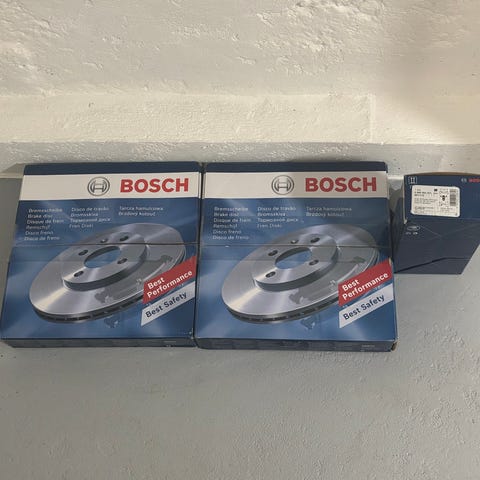 BOSCH
Bremsscheibe
Brake disc
Disque de frein
Remschijf
Disco freno
Disco freno
Disco de travão
Bromsskiva
Тормозной диск
Fren Diski
Tarcza hamulcowa
Brzdový kotouč
Best
Performance
Best Safety
BOSCH
Bremsscheibe
Brake disc
Disque de frein
Remschijf
Disco freno
Disco freno
Disco de travão
Bromsskiva
Тормозной диск
Fren Diski
Tarcza hamulcowa
Brzdový kotouč
Best
Performance
Best Safety
BOSCH